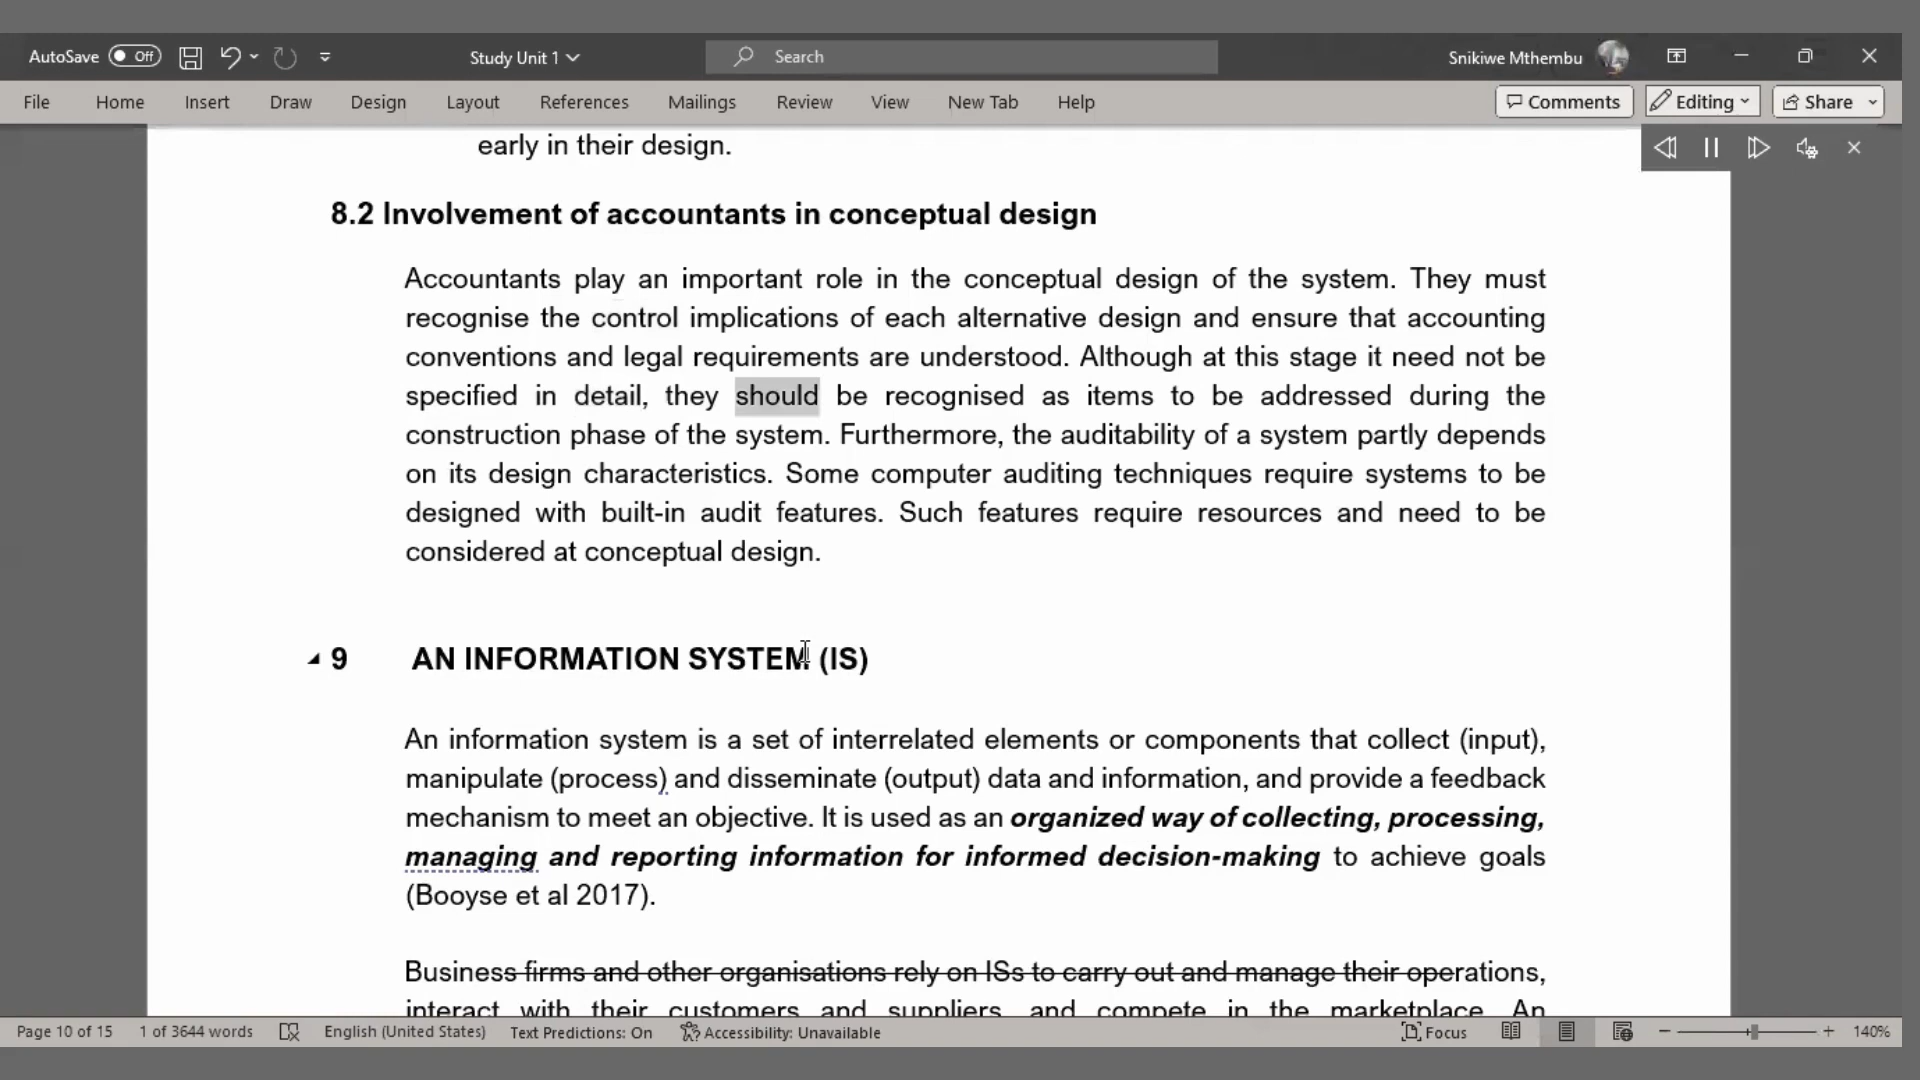 AutoSave Off Study Unit 1 Search Snikiwe Mthembu
File Home Insert Draw Design Layout References Mailings Review View New Tab Help Comments Editing Share
early in their design.
8.2 Involvement of accountants in conceptual design
Accountants play an important role in the conceptual design of the system. They must
recognise the control implications of each alternative design and ensure that accounting
conventions and legal requirements are understood. Although at this stage it need not be
specified in detail, they should be recognised as items to be addressed during the
construction phase of the system. Furthermore, the auditability of a system partly depends
on its design characteristics. Some computer auditing techniques require systems to be
designed with built-in audit features. Such features require resources and need to be
considered at conceptual design.
9 AN INFORMATION SYSTEM (IS)
An information system is a set of interrelated elements or components that collect (input),
manipulate (process) and disseminate (output) data and information, and provide a feedback
mechanism to meet an objective. It is used as an organized way of collecting, processing,
managing and reporting information for informed decision-making to achieve goals
(Booyse et al 2017).
Business firms and other organisations rely on ISs to carry out and manage their operations,
interact with their customers and suppliers, and compete in the marketplace. An
Page 10 of 15 1 of 3644 words English (United States) Text Predictions: On Accessibility: Unavailable Focus 140%